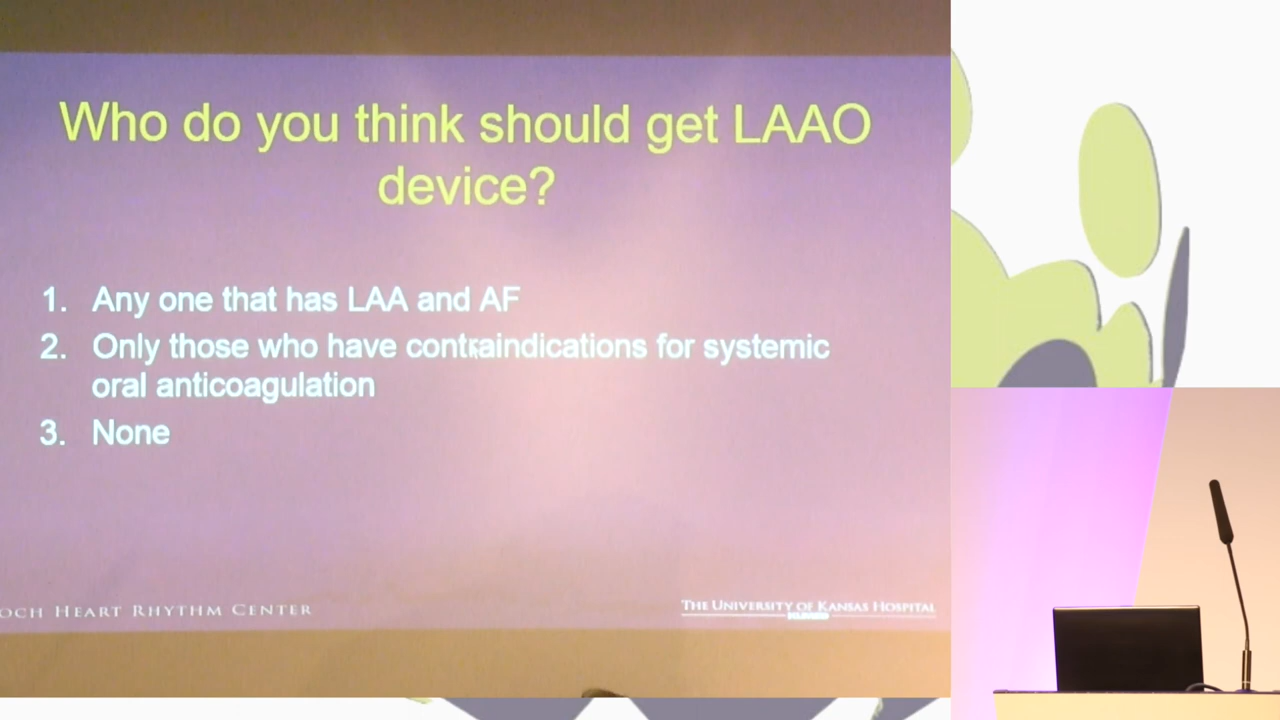 Who do you think should get LAAO
device?
1. Any one that has LAA and AF
2. Only those who have contraindications for systemic
oral anticoagulation
3. None
OCH HEART RHYTHM CENTER
THE UNIVERSITY OF KANSAS HOSPITAL